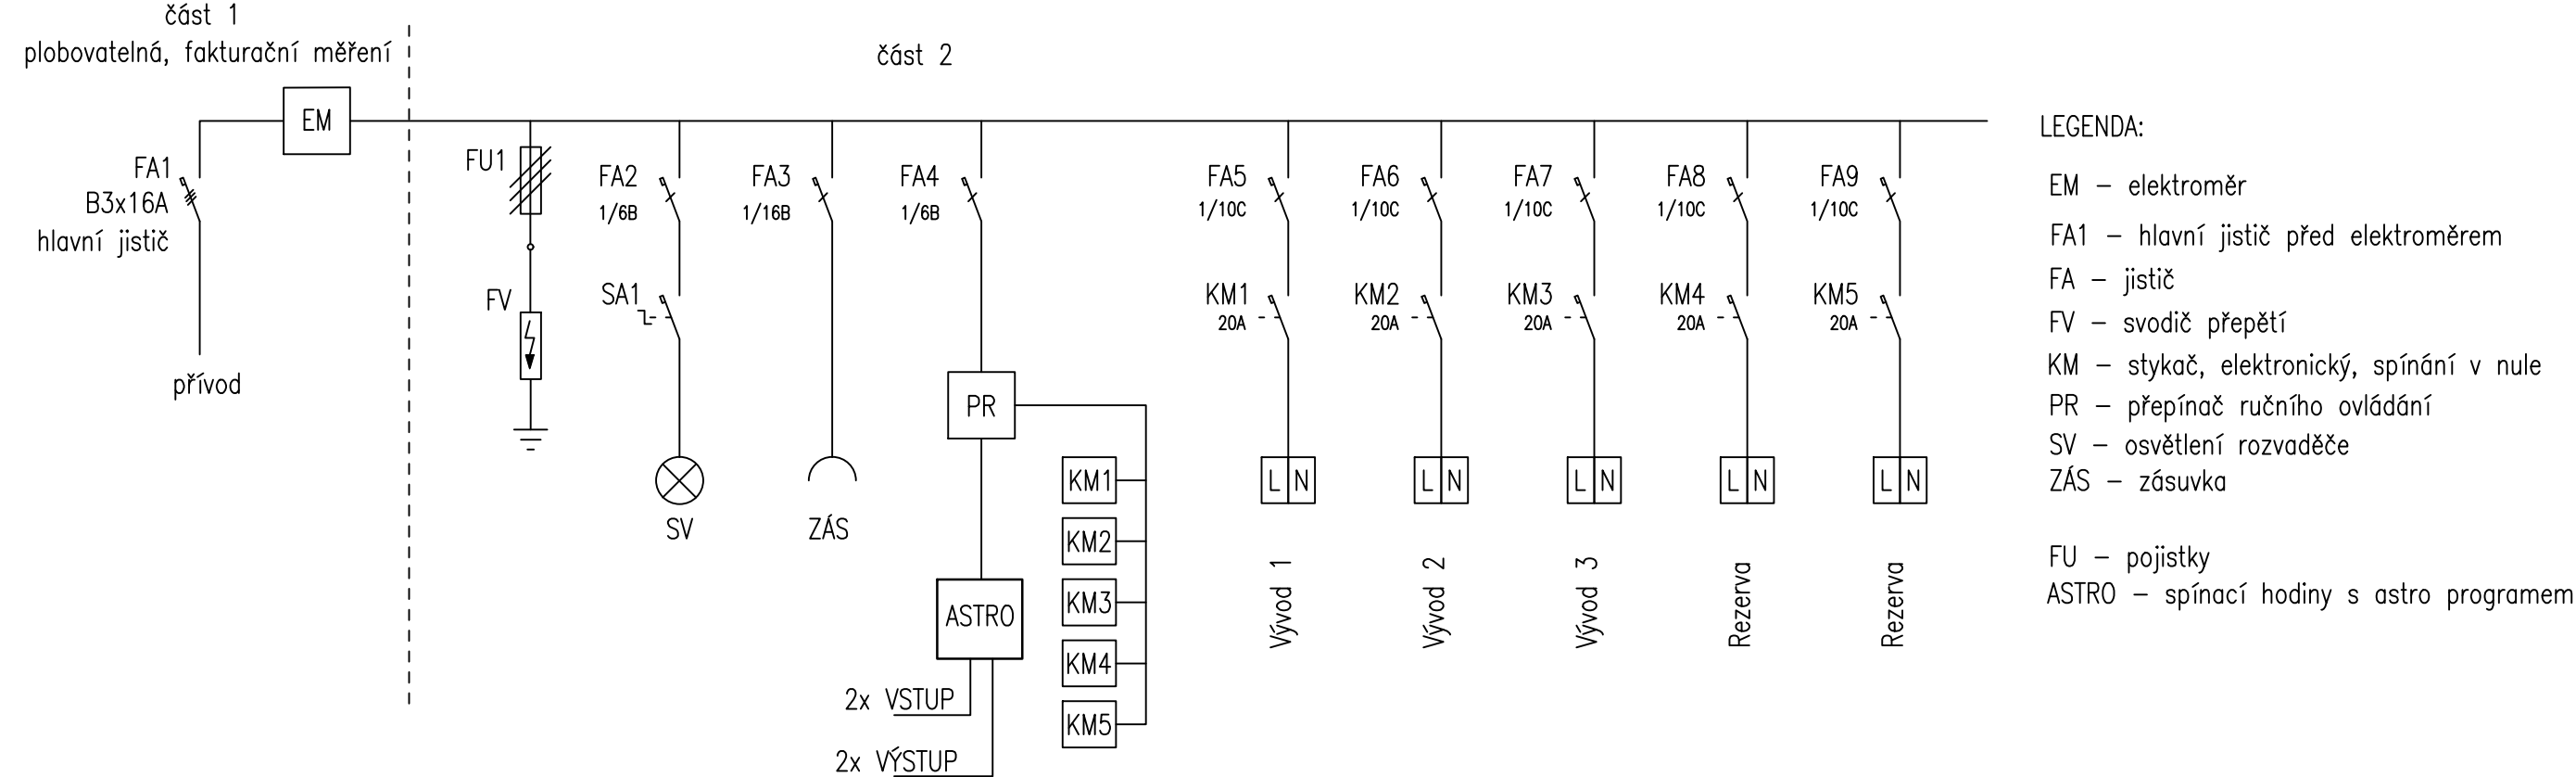 část 1
plobovatelná, fakturační měření
část 2
EM
FA1
B3x16A
hlavní jistič
přívod
FU1
FV
FA2
1/6B
SA1
SV
FA3
1/16B
ZÁS
FA4
1/6B
PR
ASTRO
2x VSTUP
2x VÝSTUP
KM1
KM2
KM3
KM4
KM5
FA5
1/10C
KM1
20A
L N
Vývod 1
FA6
1/10C
KM2
20A
L N
Vývod 2
FA7
1/10C
KM3
20A
L N
Vývod 3
FA8
1/10C
KM4
20A
L N
Rezerva
FA9
1/10C
KM5
20A
L N
Rezerva
LEGENDA:
EM – elektroměr
FA1 – hlavní jistič před elektroměrem
FA – jistič
FV – svodič přepětí
KM – stykač, elektronický, spínání v nule
PR – přepínač ručního ovládání
SV – osvětlení rozvaděče
ZÁS – zásuvka
FU – pojistky
ASTRO – spínací hodiny s astro programem